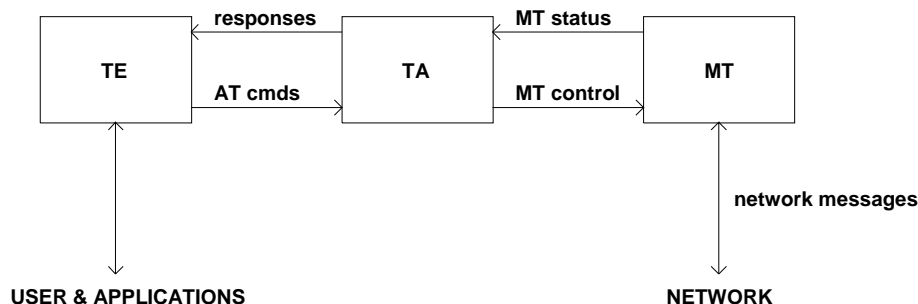 responses
MT status
TE
TA
MT
AT cmds
MT control
network messages
USER & APPLICATIONS
NETWORK